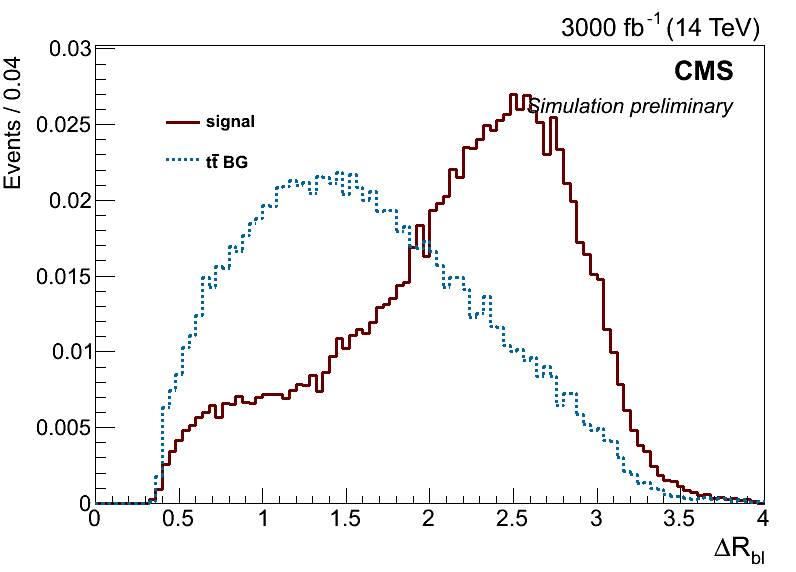 3000 fb⁻¹ (14 TeV)
CMS
Simulation preliminary
Events / 0.04
signal
tt̄ BG
0.03
0.025
0.02
0.015
0.01
0.005
0
0 0.5 1 1.5 2 2.5 3 3.5 4
ΔR_bl